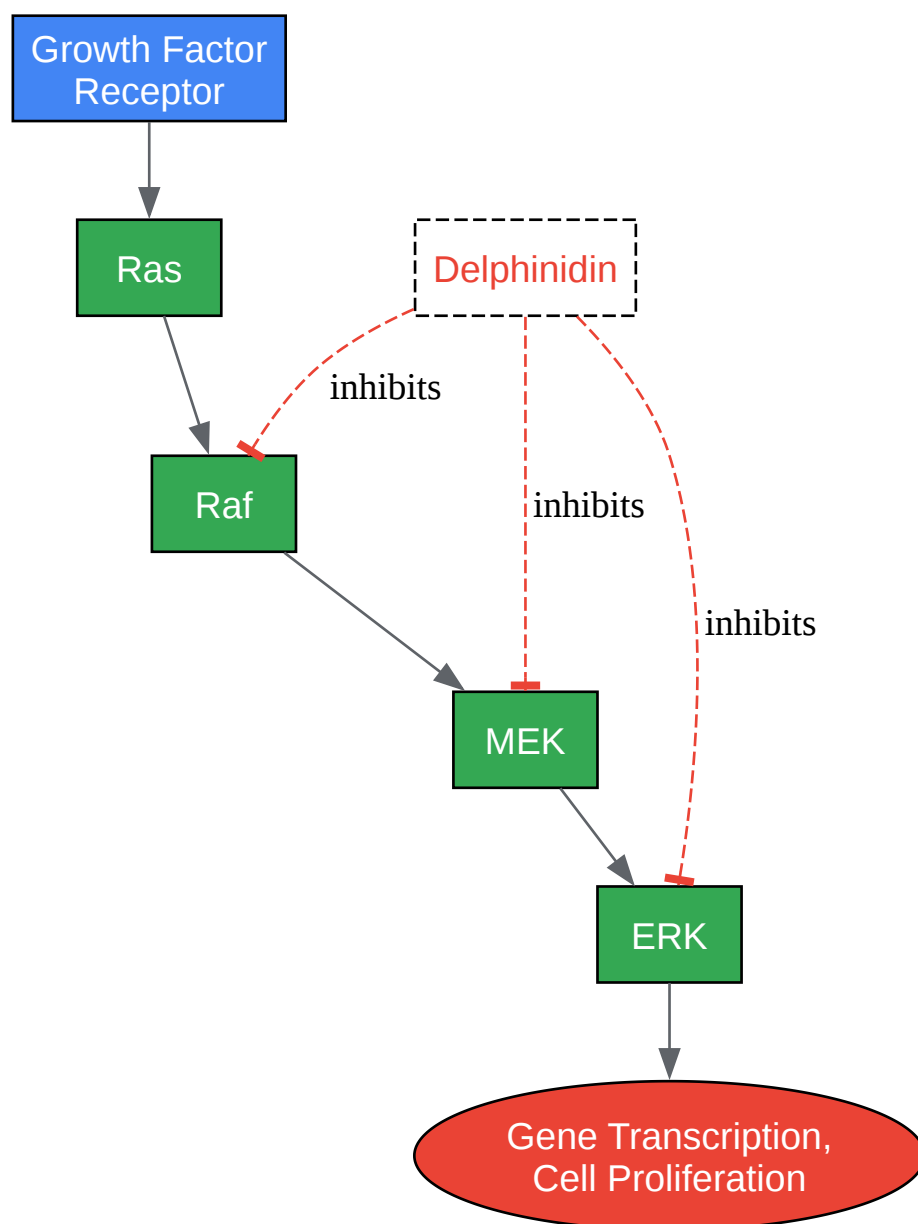 Growth Factor
Receptor
Ras
Delphinidin
inhibits
Raf
inhibits
inhibits
MEK
ERK
Gene Transcription,
Cell Proliferation